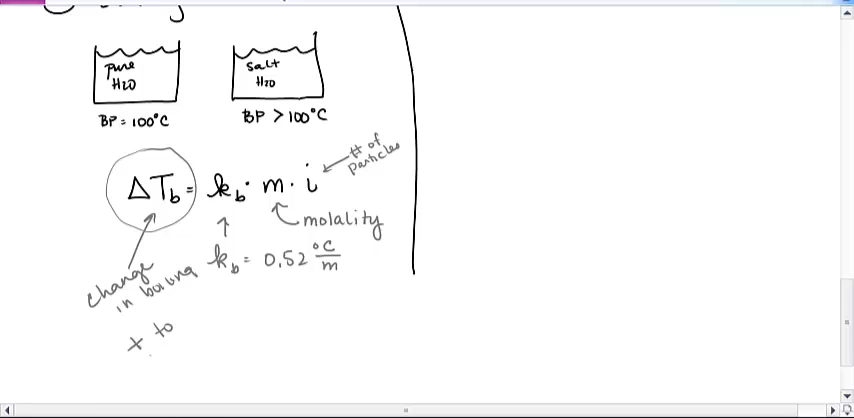 pure
H2O
salt
H2O
BP = 100°C
BP > 100°C
# of
particles
ΔTb = kb · m · i
molality
kb = 0.52 °C/m
change
in boiling
+ to